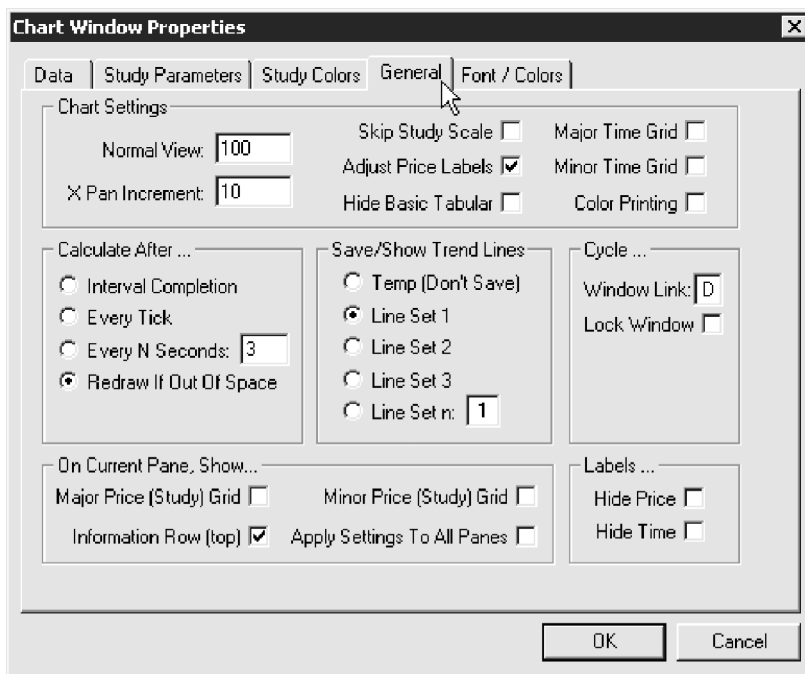 Chart Window Properties
Data
Study Parameters
Study Colors
General
Font / Colors
Chart Settings
Normal View: 100
X Pan Increment: 10
Skip Study Scale
Adjust Price Labels
Hide Basic Tabular
Major Time Grid
Minor Time Grid
Color Printing
Calculate After ...
Interval Completion
Every Tick
Every N Seconds: 3
Redraw If Out Of Space
Save/Show Trend Lines
Temp (Don't Save)
Line Set 1
Line Set 2
Line Set 3
Line Set n: 1
Cycle ...
Window Link: D
Lock Window
On Current Pane, Show...
Major Price (Study) Grid
Minor Price (Study) Grid
Information Row (top)
Apply Settings To All Panes
Labels ...
Hide Price
Hide Time
OK
Cancel